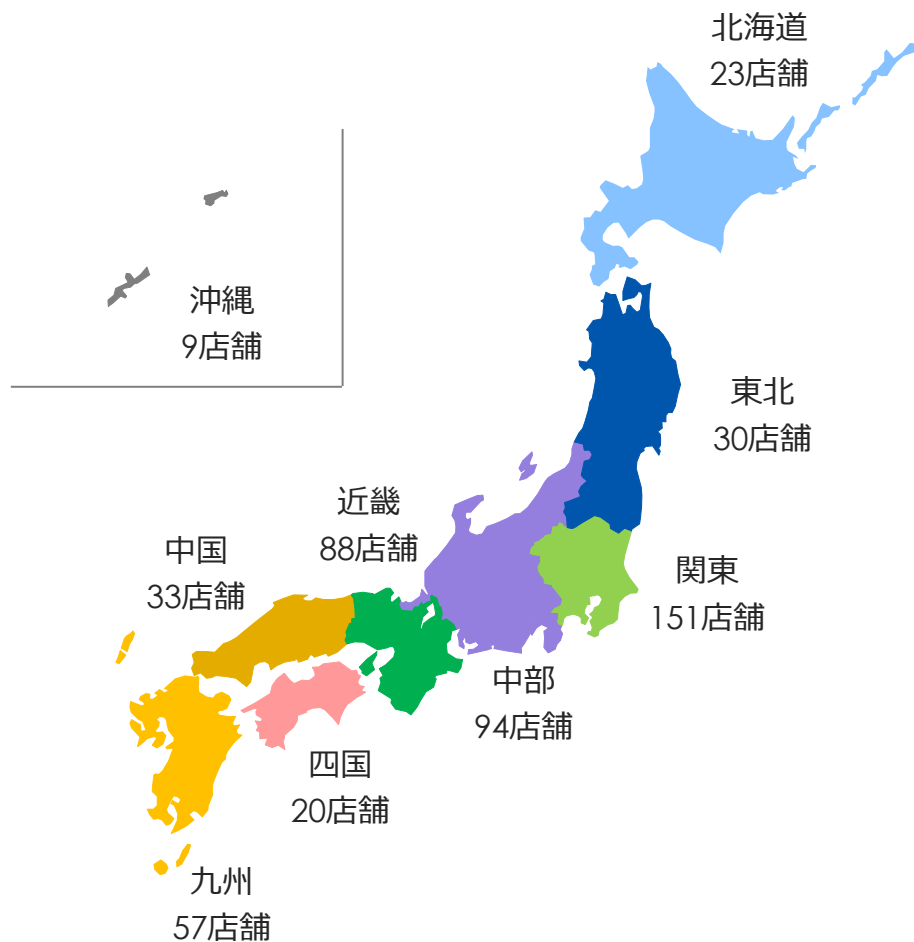 北海道
23店舗
沖縄
9店舗
東北
30店舗
近畿
88店舗
中国
33店舗
関東
151店舗
中部
94店舗
四国
20店舗
九州
57店舗